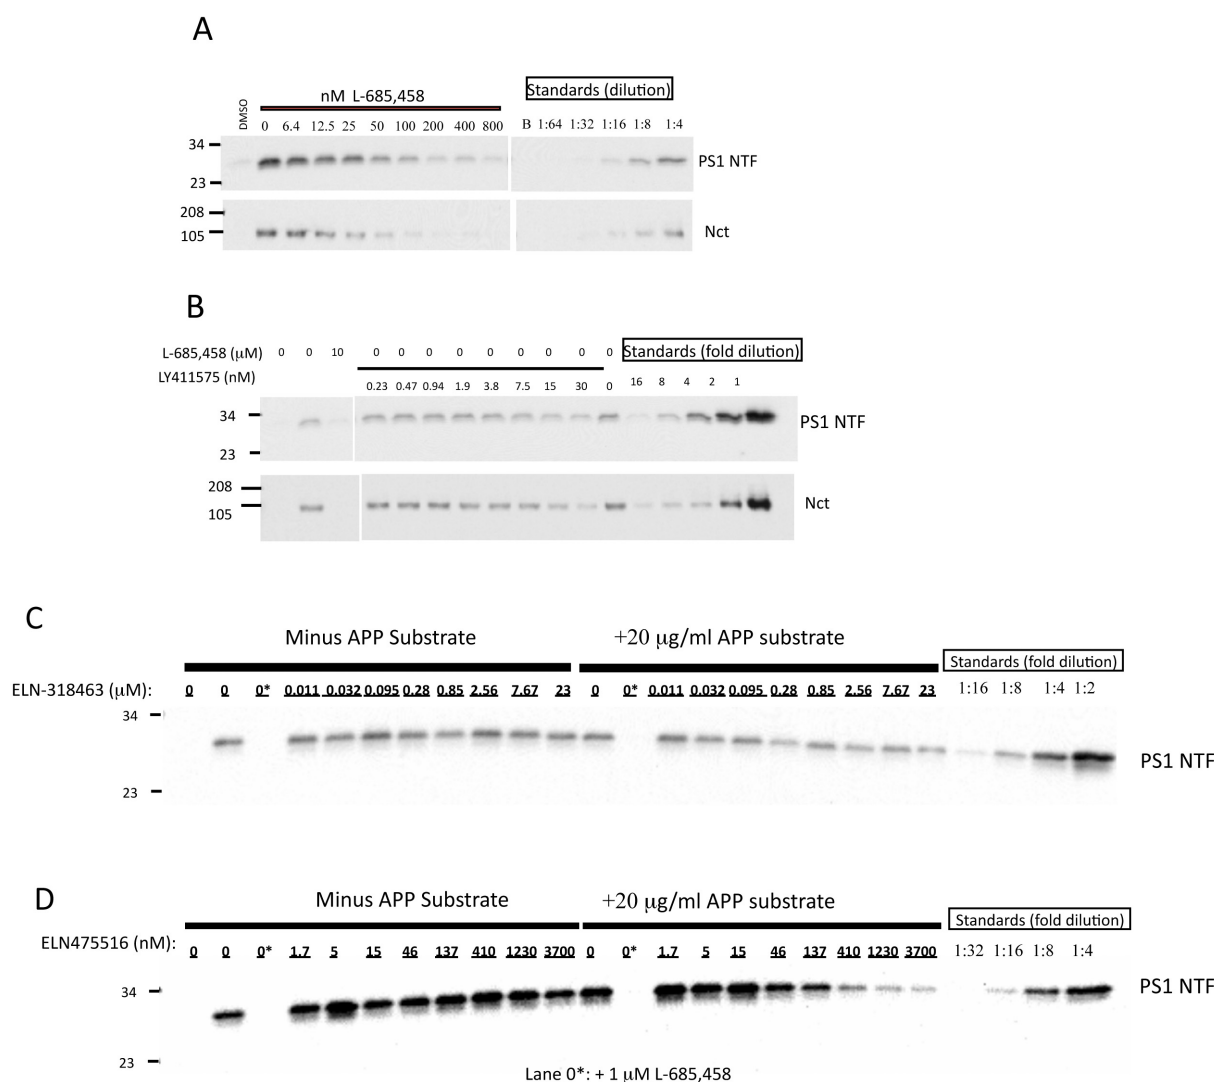 A
nM L-685,458
Standards (dilution)
DMSO 0 6.4 12.5 25 50 100 200 400 800 B 1:64 1:32 1:16 1:8 1:4
34
PS1 NTF
23
208
105
Nct
B
L-685,458 (μM) 0 0 10 0 0 0 0 0 0 0 0 0 Standards (fold dilution)
LY411575 (nM) 0.23 0.47 0.94 1.9 3.8 7.5 15 30 0 16 8 4 2 1
34
PS1 NTF
23
208
105
Nct
C
Minus APP Substrate +20 μg/ml APP substrate
Standards (fold dilution)
ELN-318463 (μM): 0 0 0* 0.011 0.032 0.095 0.28 0.85 2.56 7.67 23 0 0* 0.011 0.032 0.095 0.28 0.85 2.56 7.67 23 1:16 1:8 1:4 1:2
34
PS1 NTF
23
D
Minus APP Substrate +20 μg/ml APP substrate
Standards (fold dilution)
ELN475516 (nM): 0 0 0* 1.7 5 15 46 137 410 1230 3700 0 0* 1.7 5 15 46 137 410 1230 3700 1:32 1:16 1:8 1:4
34
PS1 NTF
23
Lane 0*: + 1 μM L-685,458